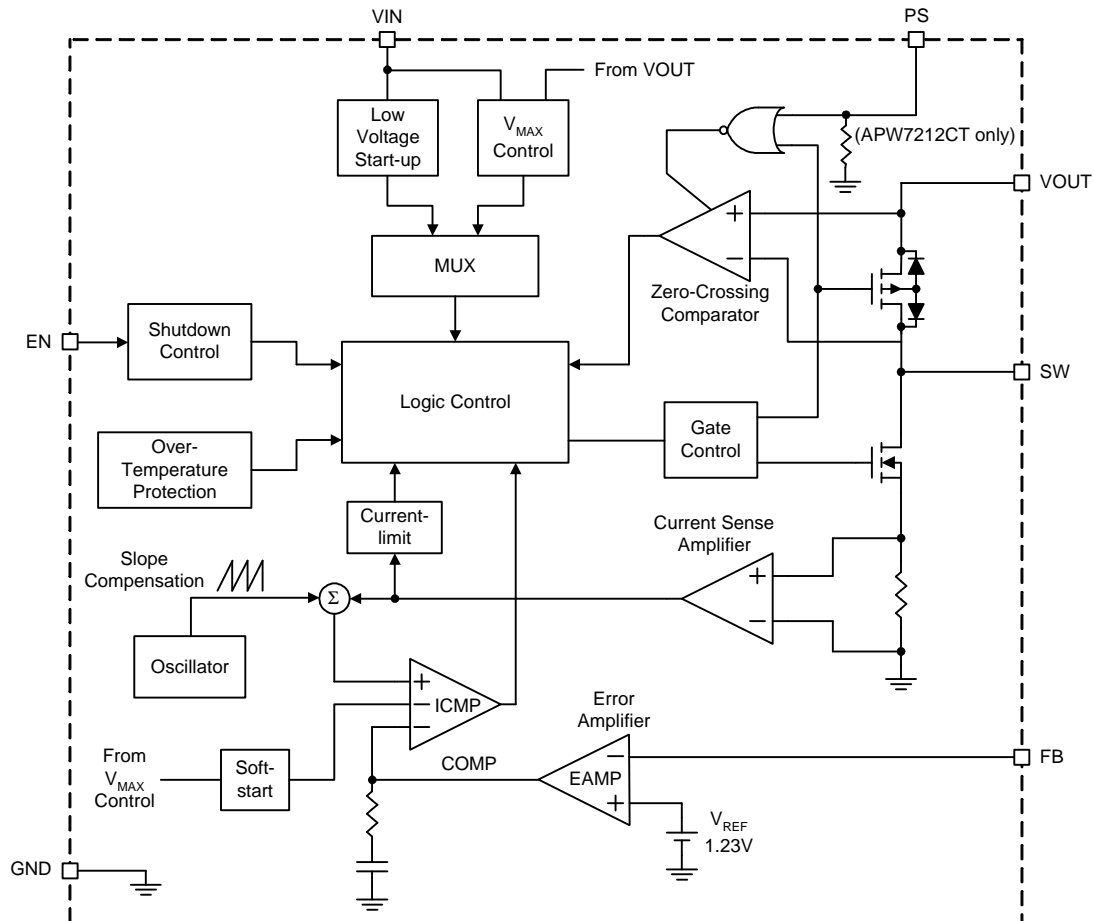 VIN
PS
From VOUT
Low
Voltage
Start-up
VMAX
Control
(APW7212CT only)
VOUT
+
−
MUX
Zero-Crossing
Comparator
EN
Shutdown
Control
SW
Logic Control
Gate
Control
Over-
Temperature
Protection
Current-
limit
Current Sense
Amplifier
Slope
Compensation
Σ
+
−
Oscillator
+
ICMP
−
−
Error
Amplifier
From
VMAX
Control
Soft-
start
COMP
−
EAMP
+
FB
VREF
1.23V
GND